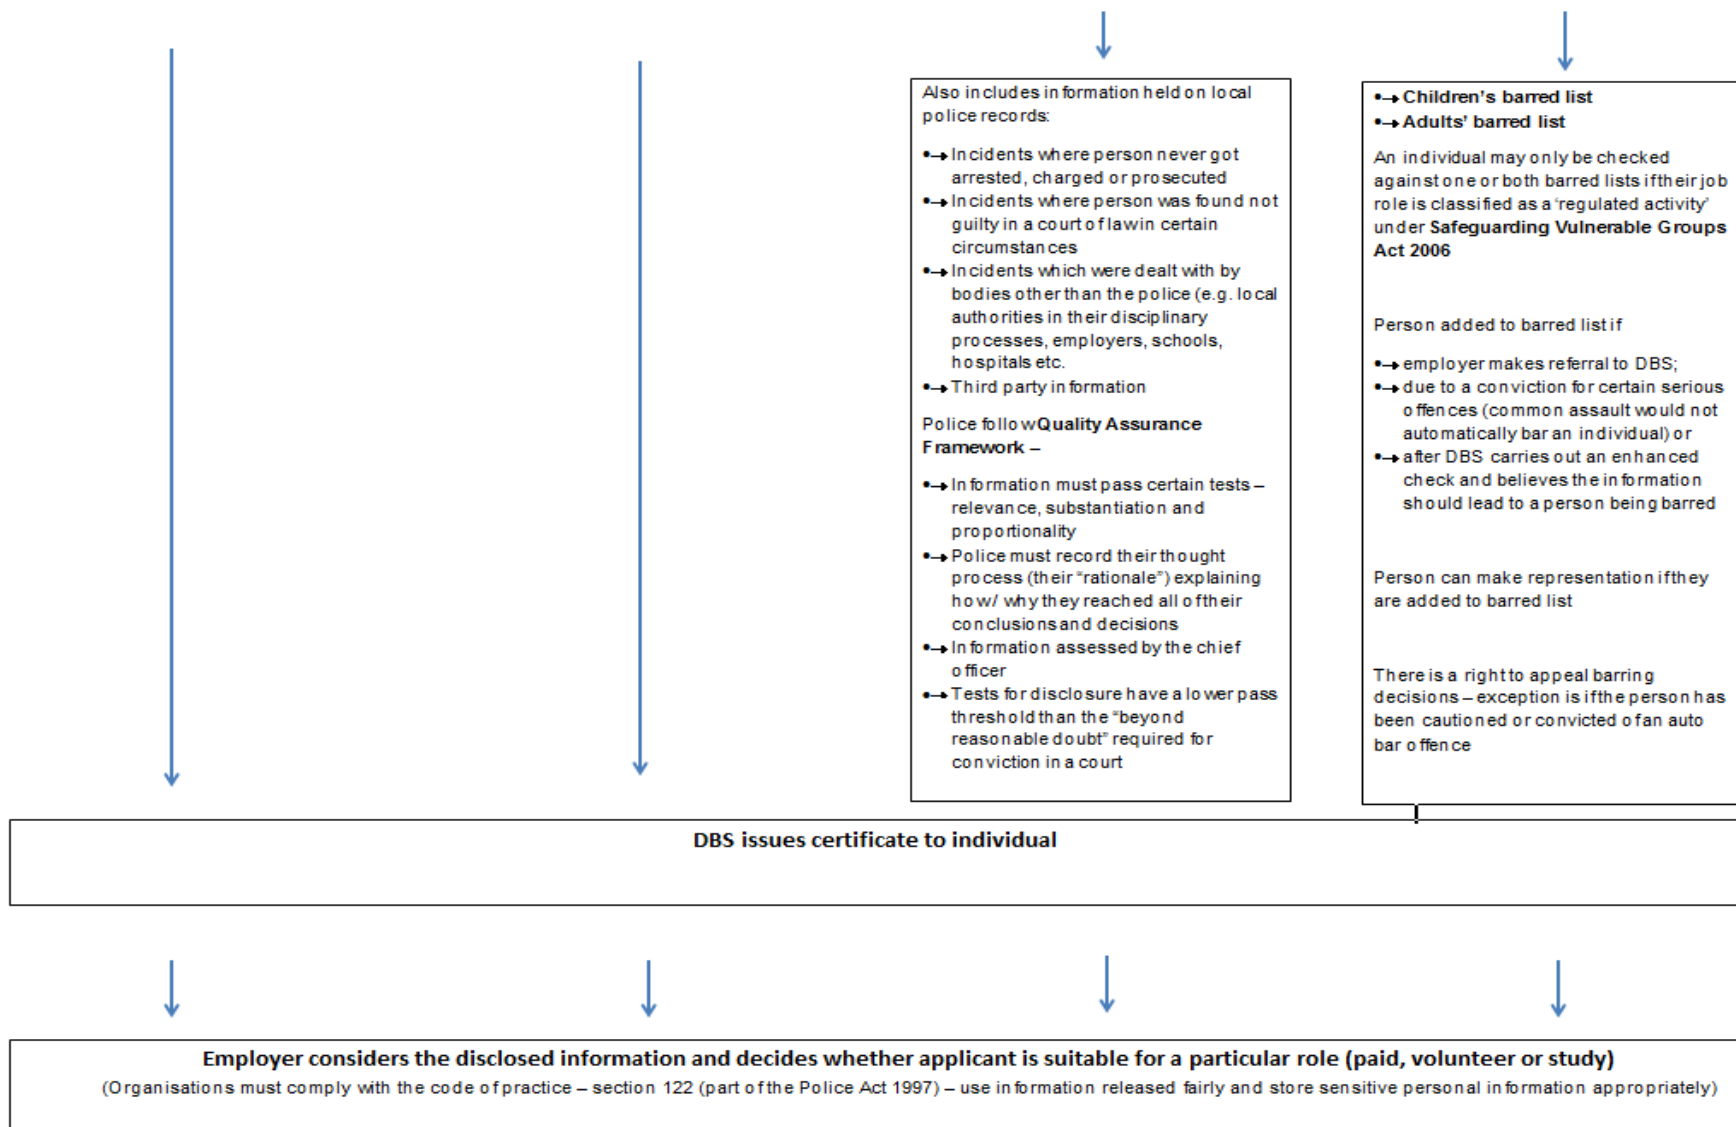 Also includes information held on local
police records:
•→ Incidents where person never got
arrested, charged or prosecuted
•→ Incidents where person was found not
guilty in a court of law in certain
circumstances
•→ Incidents which were dealt with by
bodies other than the police (e.g. local
authorities in their disciplinary
processes, employers, schools,
hospitals etc.
•→ Third party information
Police follow Quality Assurance
Framework –
•→ Information must pass certain tests –
relevance, substantiation and
proportionality
•→ Police must record their thought
process (their “rationale”) explaining
how/ why they reached all of their
conclusions and decisions
•→ Information assessed by the chief
officer
•→ Tests for disclosure have a lower pass
threshold than the “beyond
reasonable doubt” required for
conviction in a court
•→ Children's barred list
•→ Adults’ barred list
An individual may only be checked
against one or both barred lists if their job
role is classified as a ‘regulated activity’
under Safeguarding Vulnerable Groups
Act 2006
Person added to barred list if
•→ employer makes referral to DBS;
•→ due to a conviction for certain serious
offences (common assault would not
automatically bar an individual) or
•→ after DBS carries out an enhanced
check and believes the information
should lead to a person being barred
Person can make representation if they
are added to barred list
There is a right to appeal barring
decisions – exception is if the person has
been cautioned or convicted of an auto
bar offence
DBS issues certificate to individual
Employer considers the disclosed information and decides whether applicant is suitable for a particular role (paid, volunteer or study)
(Organisations must comply with the code of practice – section 122 (part of the Police Act 1997) – use information released fairly and store sensitive personal information appropriately)